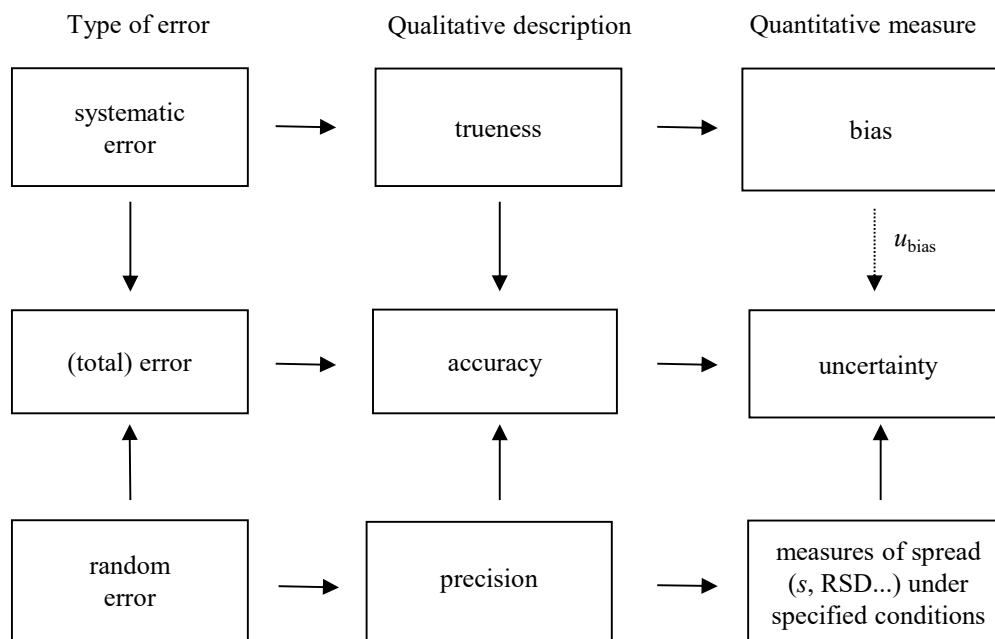 Type of error
Qualitative description
Quantitative measure
systematic
error
trueness
bias
u_bias
(total) error
accuracy
uncertainty
random
error
precision
measures of spread
(s, RSD...) under
specified conditions